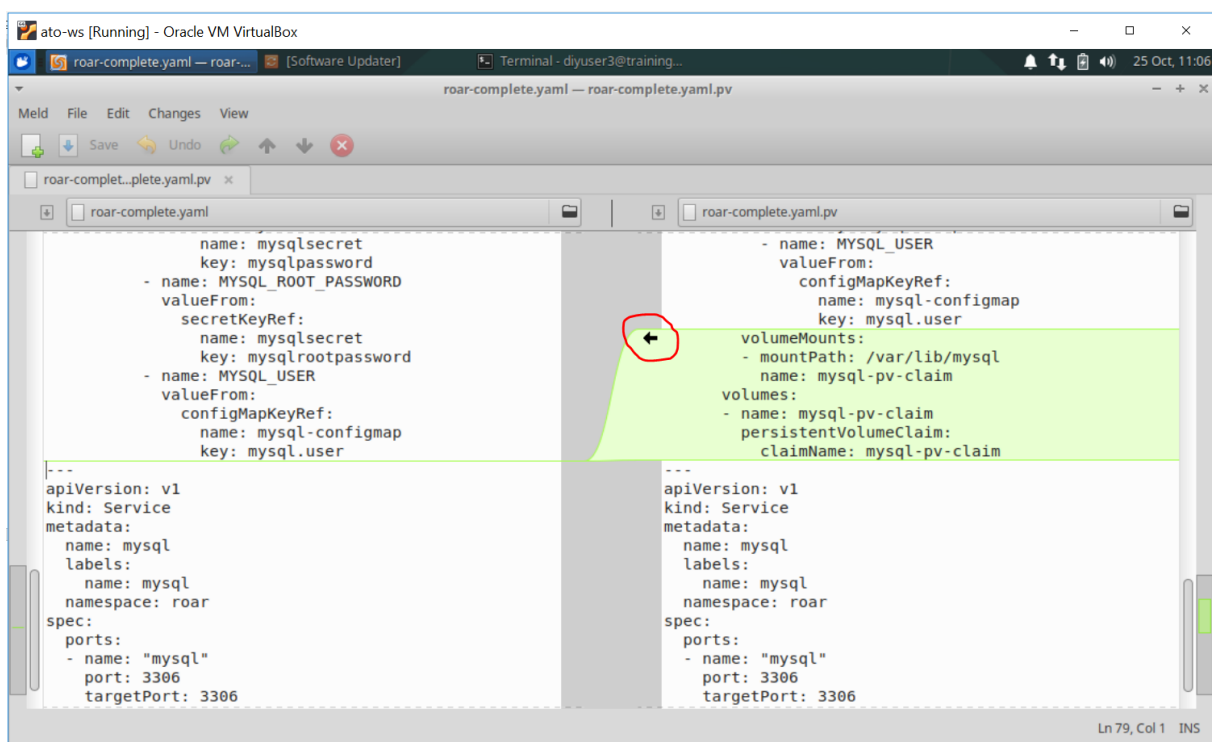 ato-ws [Running] - Oracle VM VirtualBox
roar-complete.yaml — roar-... [Software Updater] Terminal - diyuser3@training... 25 Oct, 11:06
roar-complete.yaml — roar-complete.yaml.pv
Meld File Edit Changes View
Save Undo
roar-complet...plete.yaml.pv
roar-complete.yaml
name: mysqlsecret
key: mysqlpassword
- name: MYSQL_ROOT_PASSWORD
valueFrom:
secretKeyRef:
name: mysqlsecret
key: mysqlrootpassword
- name: MYSQL_USER
valueFrom:
configMapKeyRef:
name: mysql-configmap
key: mysql.user
---
apiVersion: v1
kind: Service
metadata:
name: mysql
labels:
name: mysql
namespace: roar
spec:
ports:
- name: "mysql"
port: 3306
targetPort: 3306
roar-complete.yaml.pv
- name: MYSQL_USER
valueFrom:
configMapKeyRef:
name: mysql-configmap
key: mysql.user
volumeMounts:
- mountPath: /var/lib/mysql
name: mysql-pv-claim
volumes:
- name: mysql-pv-claim
persistentVolumeClaim:
claimName: mysql-pv-claim
---
apiVersion: v1
kind: Service
metadata:
name: mysql
labels:
name: mysql
namespace: roar
spec:
ports:
- name: "mysql"
port: 3306
targetPort: 3306
Ln 79, Col 1 INS